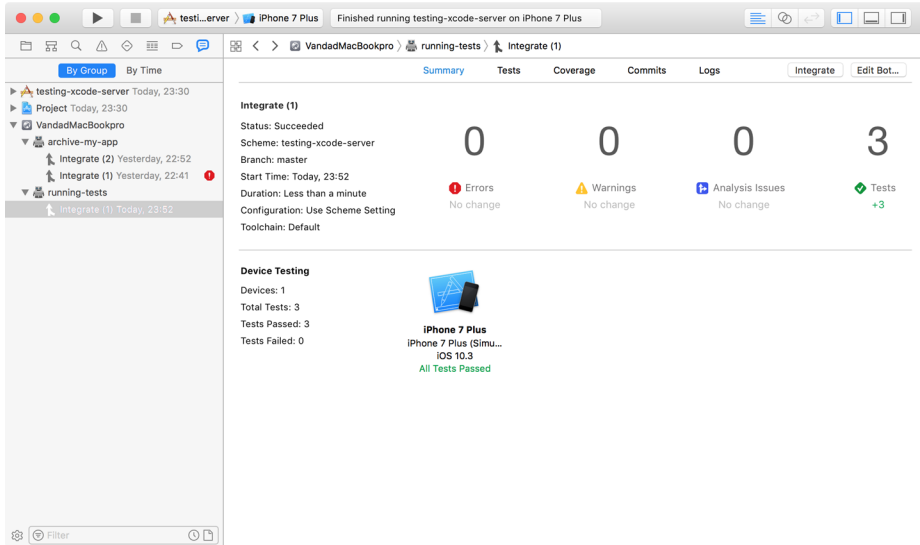 testi...erver iPhone 7 Plus Finished running testing-xcode-server on iPhone 7 Plus
VandadMacBookpro running-tests Integrate (1)
By Group By Time
Summary Tests Coverage Commits Logs Integrate Edit Bot...
testing-xcode-server Today, 23:30
Project Today, 23:30
VandadMacBookpro
archive-my-app
Integrate (2) Yesterday, 22:52
Integrate (1) Yesterday, 22:41
running-tests
Integrate (1) Today, 23:52
Filter
Integrate (1)
Status: Succeeded
Scheme: testing-xcode-server
Branch: master
Start Time: Today, 23:52
Duration: Less than a minute
Configuration: Use Scheme Setting
Toolchain: Default
0 0 0 3
Errors Warnings Analysis Issues Tests
No change No change No change +3
Device Testing
Devices: 1
Total Tests: 3
Tests Passed: 3
Tests Failed: 0
iPhone 7 Plus
iPhone 7 Plus (Simu...
iOS 10.3
All Tests Passed